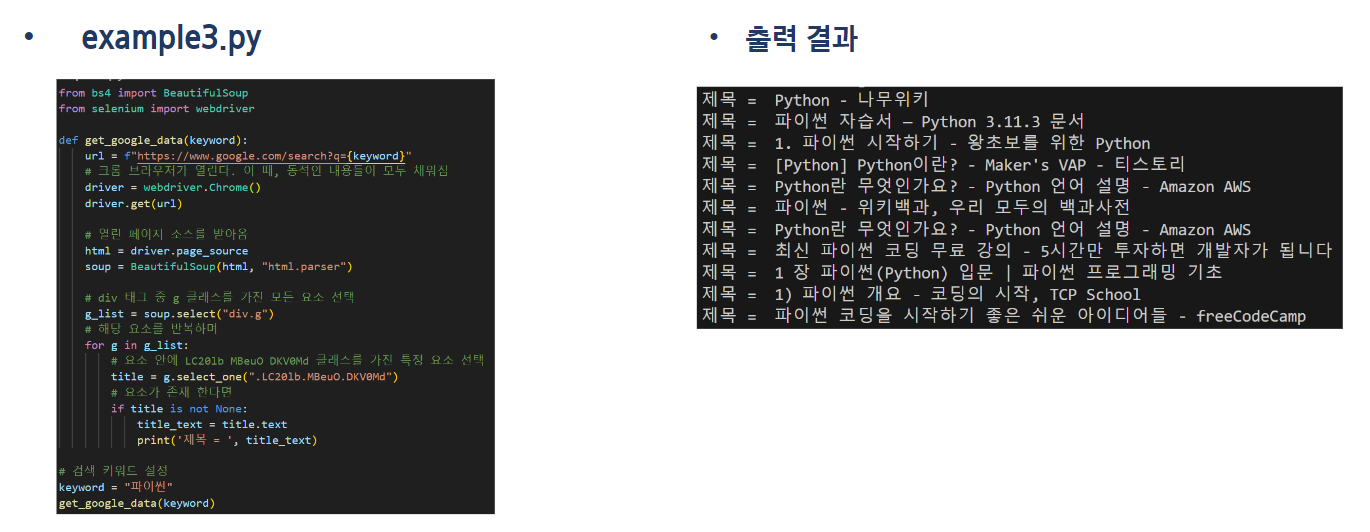 • example3.py
from bs4 import BeautifulSoup
from selenium import webdriver
def get_google_data(keyword):
url = f"https://www.google.com/search?q={keyword}"
# 크롬 브라우저가 열린다. 이 때, 동적인 내용들이 모두 채워짐
driver = webdriver.Chrome()
driver.get(url)
# 열린 페이지 소스를 받아옴
html = driver.page_source
soup = BeautifulSoup(html, "html.parser")
# div 태그 중 g 클래스를 가진 모든 요소 선택
g_list = soup.select("div.g")
# 해당 요소를 반복하며
for g in g_list:
# 요소 안에 LC20lb MBeuO DKV0Md 클래스를 가진 특정 요소 선택
title = g.select_one(".LC20lb.MBeuO.DKV0Md")
# 요소가 존재 한다면
if title is not None:
title_text = title.text
print('제목 = ', title_text)
# 검색 키워드 설정
keyword = "파이썬"
get_google_data(keyword)
• 출력 결과
제목 =  Python - 나무위키
제목 =  파이썬 자습서 — Python 3.11.3 문서
제목 =  1. 파이썬 시작하기 - 왕초보를 위한 Python
제목 =  [Python] Python이란? - Maker's VAP - 티스토리
제목 =  Python란 무엇인가요? - Python 언어 설명 - Amazon AWS
제목 =  파이썬 - 위키백과, 우리 모두의 백과사전
제목 =  Python란 무엇인가요? - Python 언어 설명 - Amazon AWS
제목 =  최신 파이썬 코딩 무료 강의 - 5시간만 투자하면 개발자가 됩니다
제목 =  1 장 파이썬(Python) 입문 | 파이썬 프로그래밍 기초
제목 =  1) 파이썬 개요 - 코딩의 시작, TCP School
제목 =  파이썬 코딩을 시작하기 좋은 쉬운 아이디어들 - freeCodeCamp